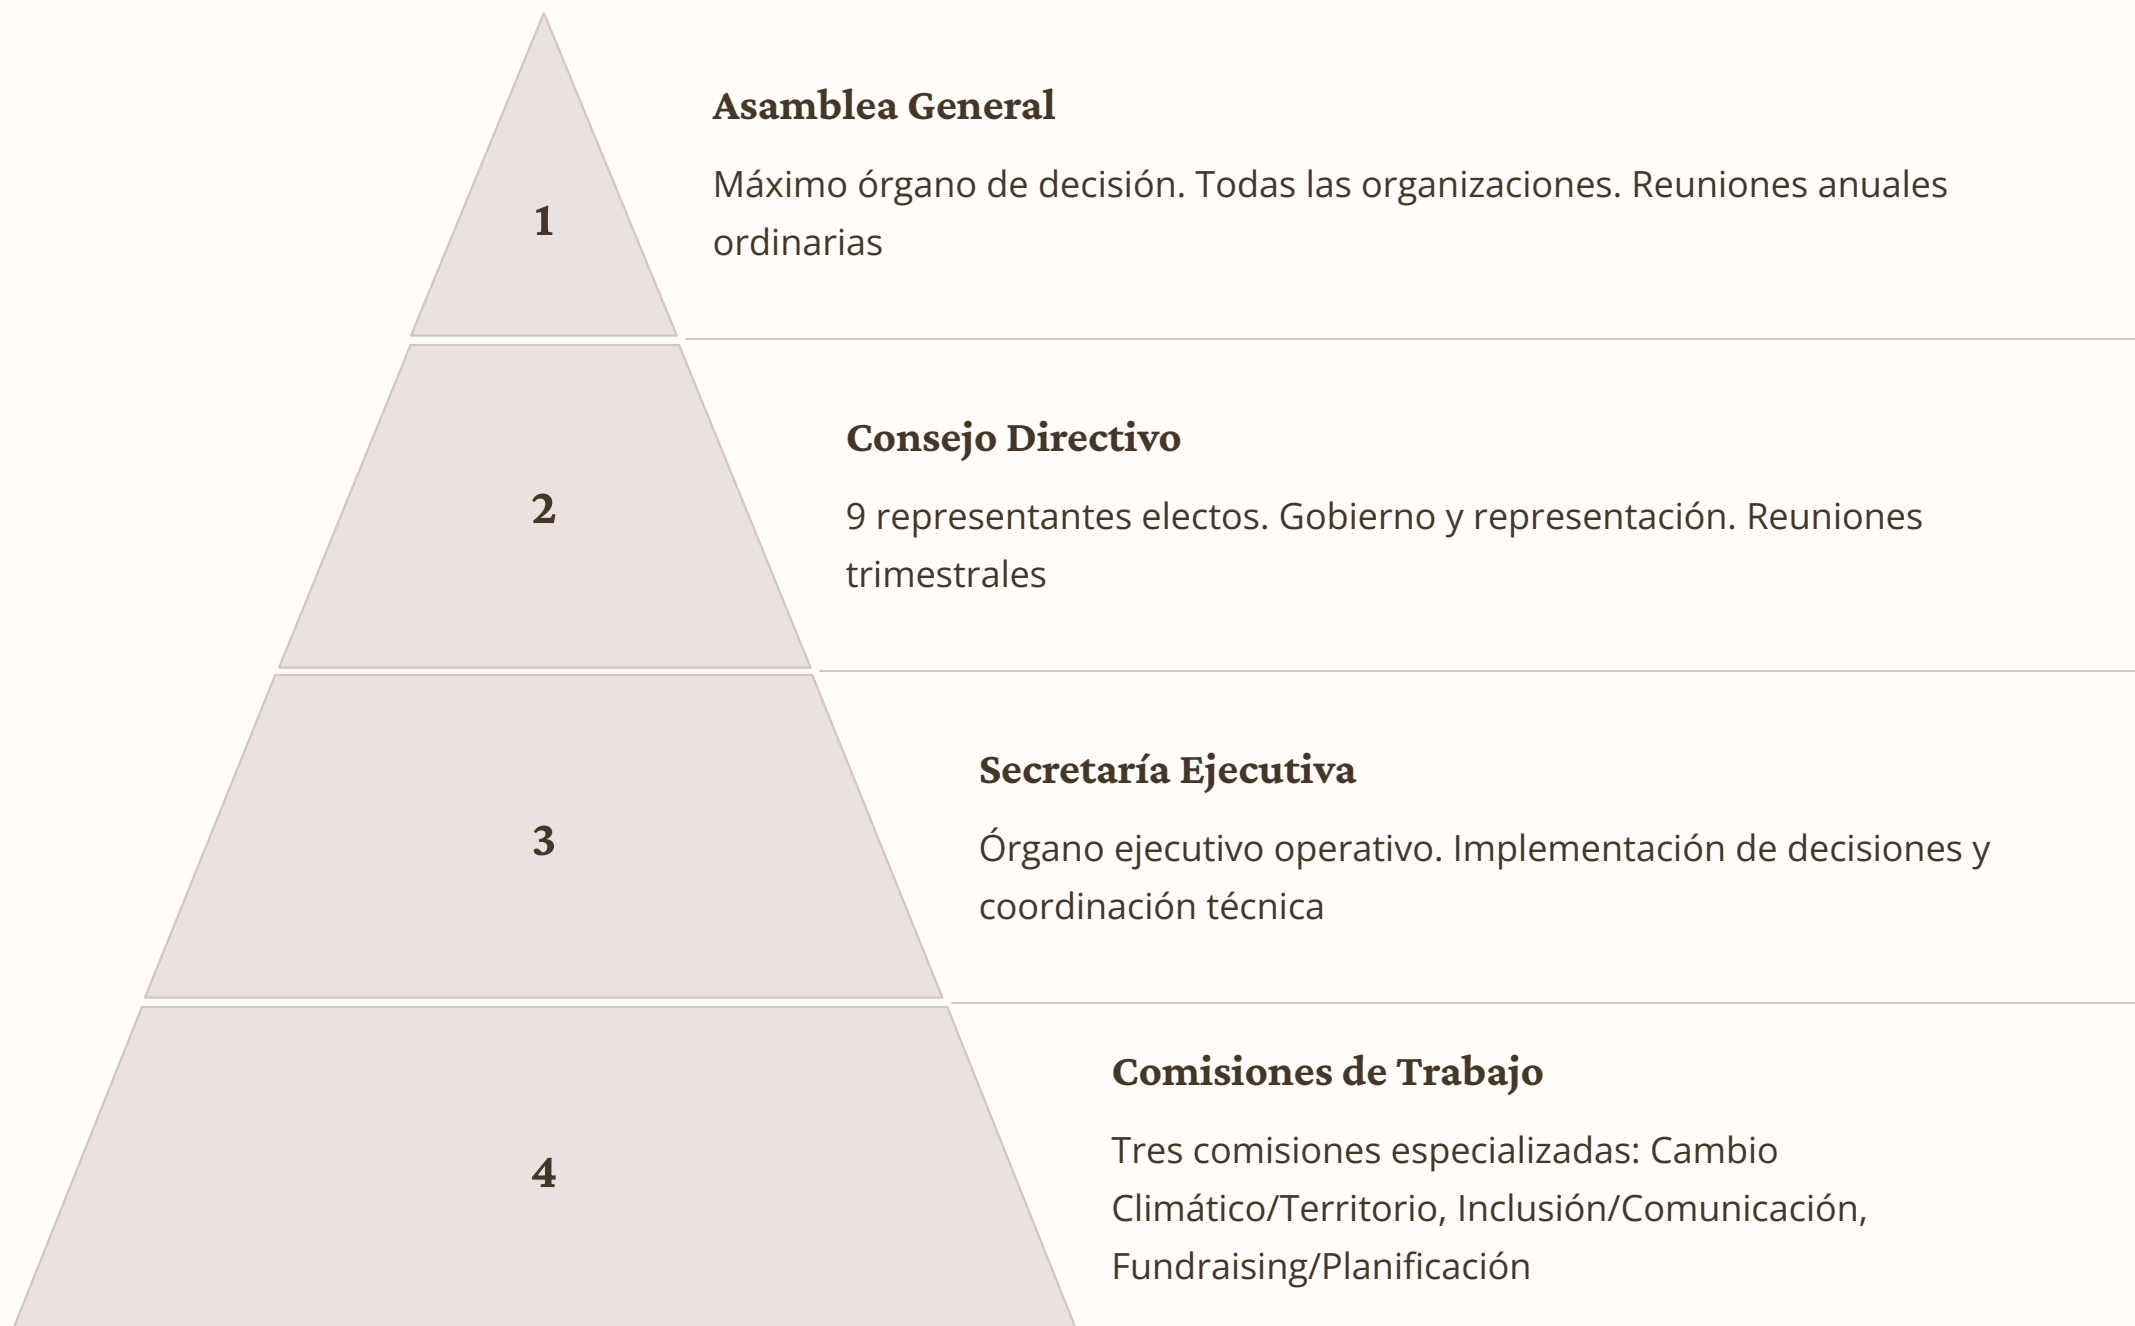 1
Asamblea General
Máximo órgano de decisión. Todas las organizaciones. Reuniones anuales
ordinarias
2
Consejo Directivo
9 representantes electos. Gobierno y representación. Reuniones
trimestrales
3
Secretaría Ejecutiva
Órgano ejecutivo operativo. Implementación de decisiones y
coordinación técnica
4
Comisiones de Trabajo
Tres comisiones especializadas: Cambio
Climático/Territorio, Inclusión/Comunicación,
Fundraising/Planificación